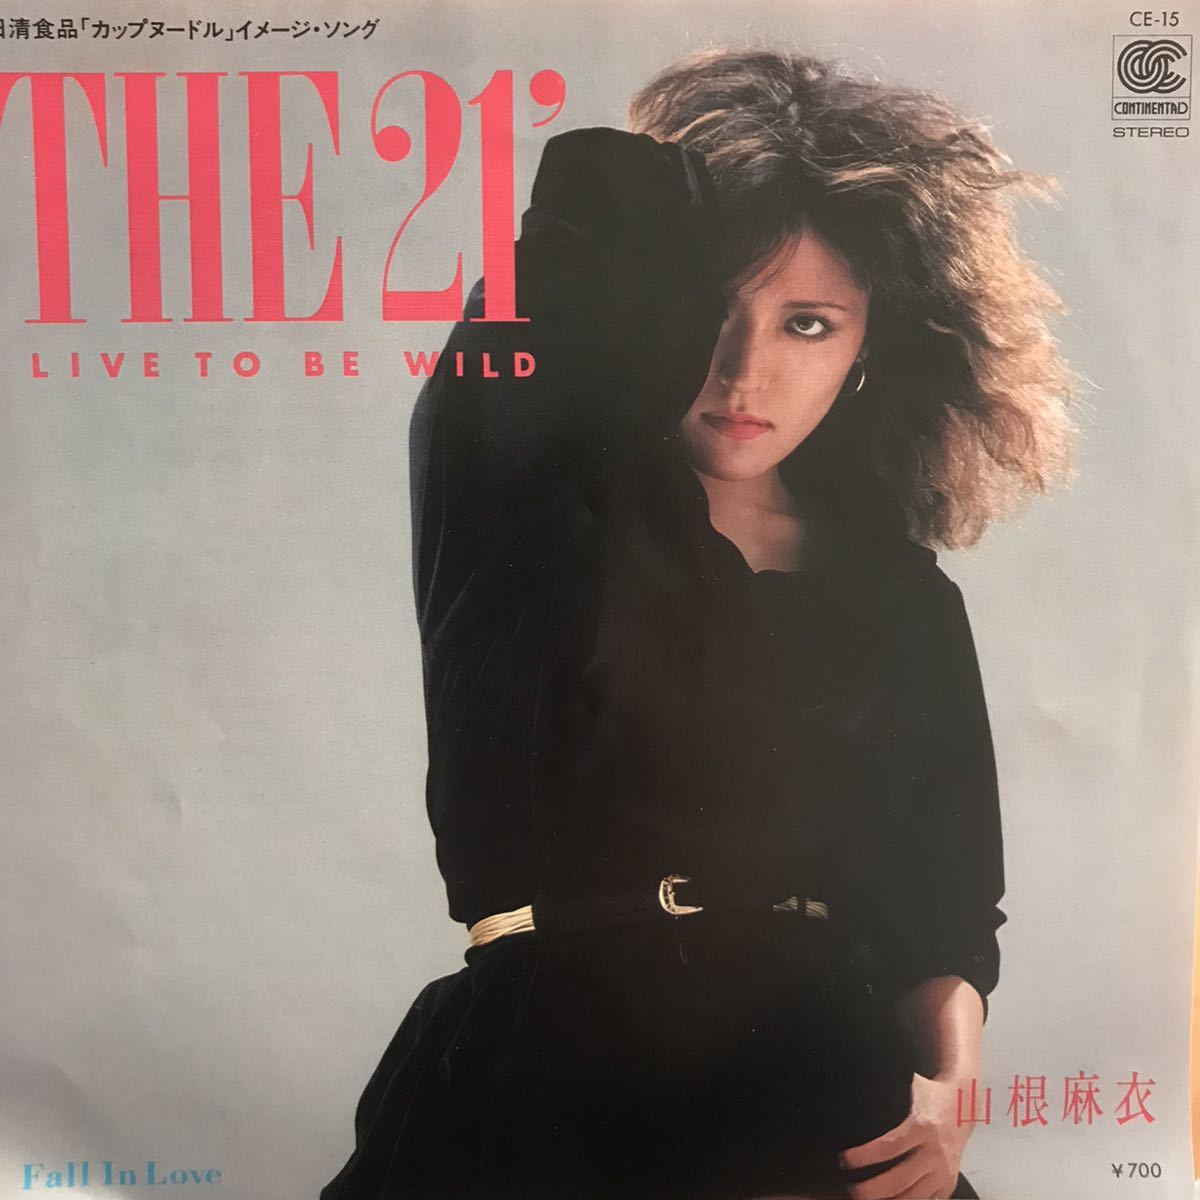 日清食品「カップヌードル」イメージ・ソング
CE-15
CONTINENTAL
STEREO
THE 21'
LIVE TO BE WILD
山根麻衣
Fall In Love
¥700